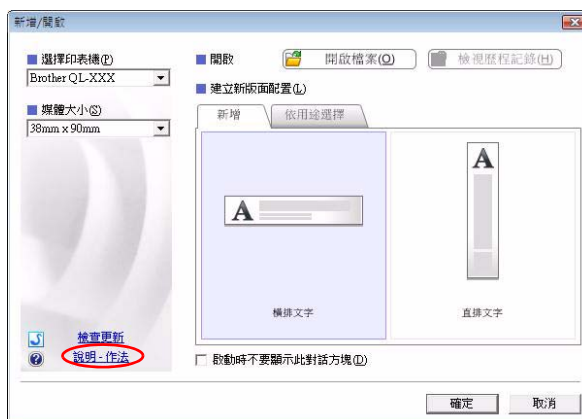 新增/開啟
選擇印表機(P)
Brother QL-XXX
媒體大小(S)
38mm x 90mm
檢查更新
說明-作法
開啟
開啟檔案(O)
檢視歷程記錄(H)
建立新版面配置(L)
新增
依用途選擇
A
橫排文字
A
直排文字
啟動時不要顯示此對話方塊(D)
確定
取消